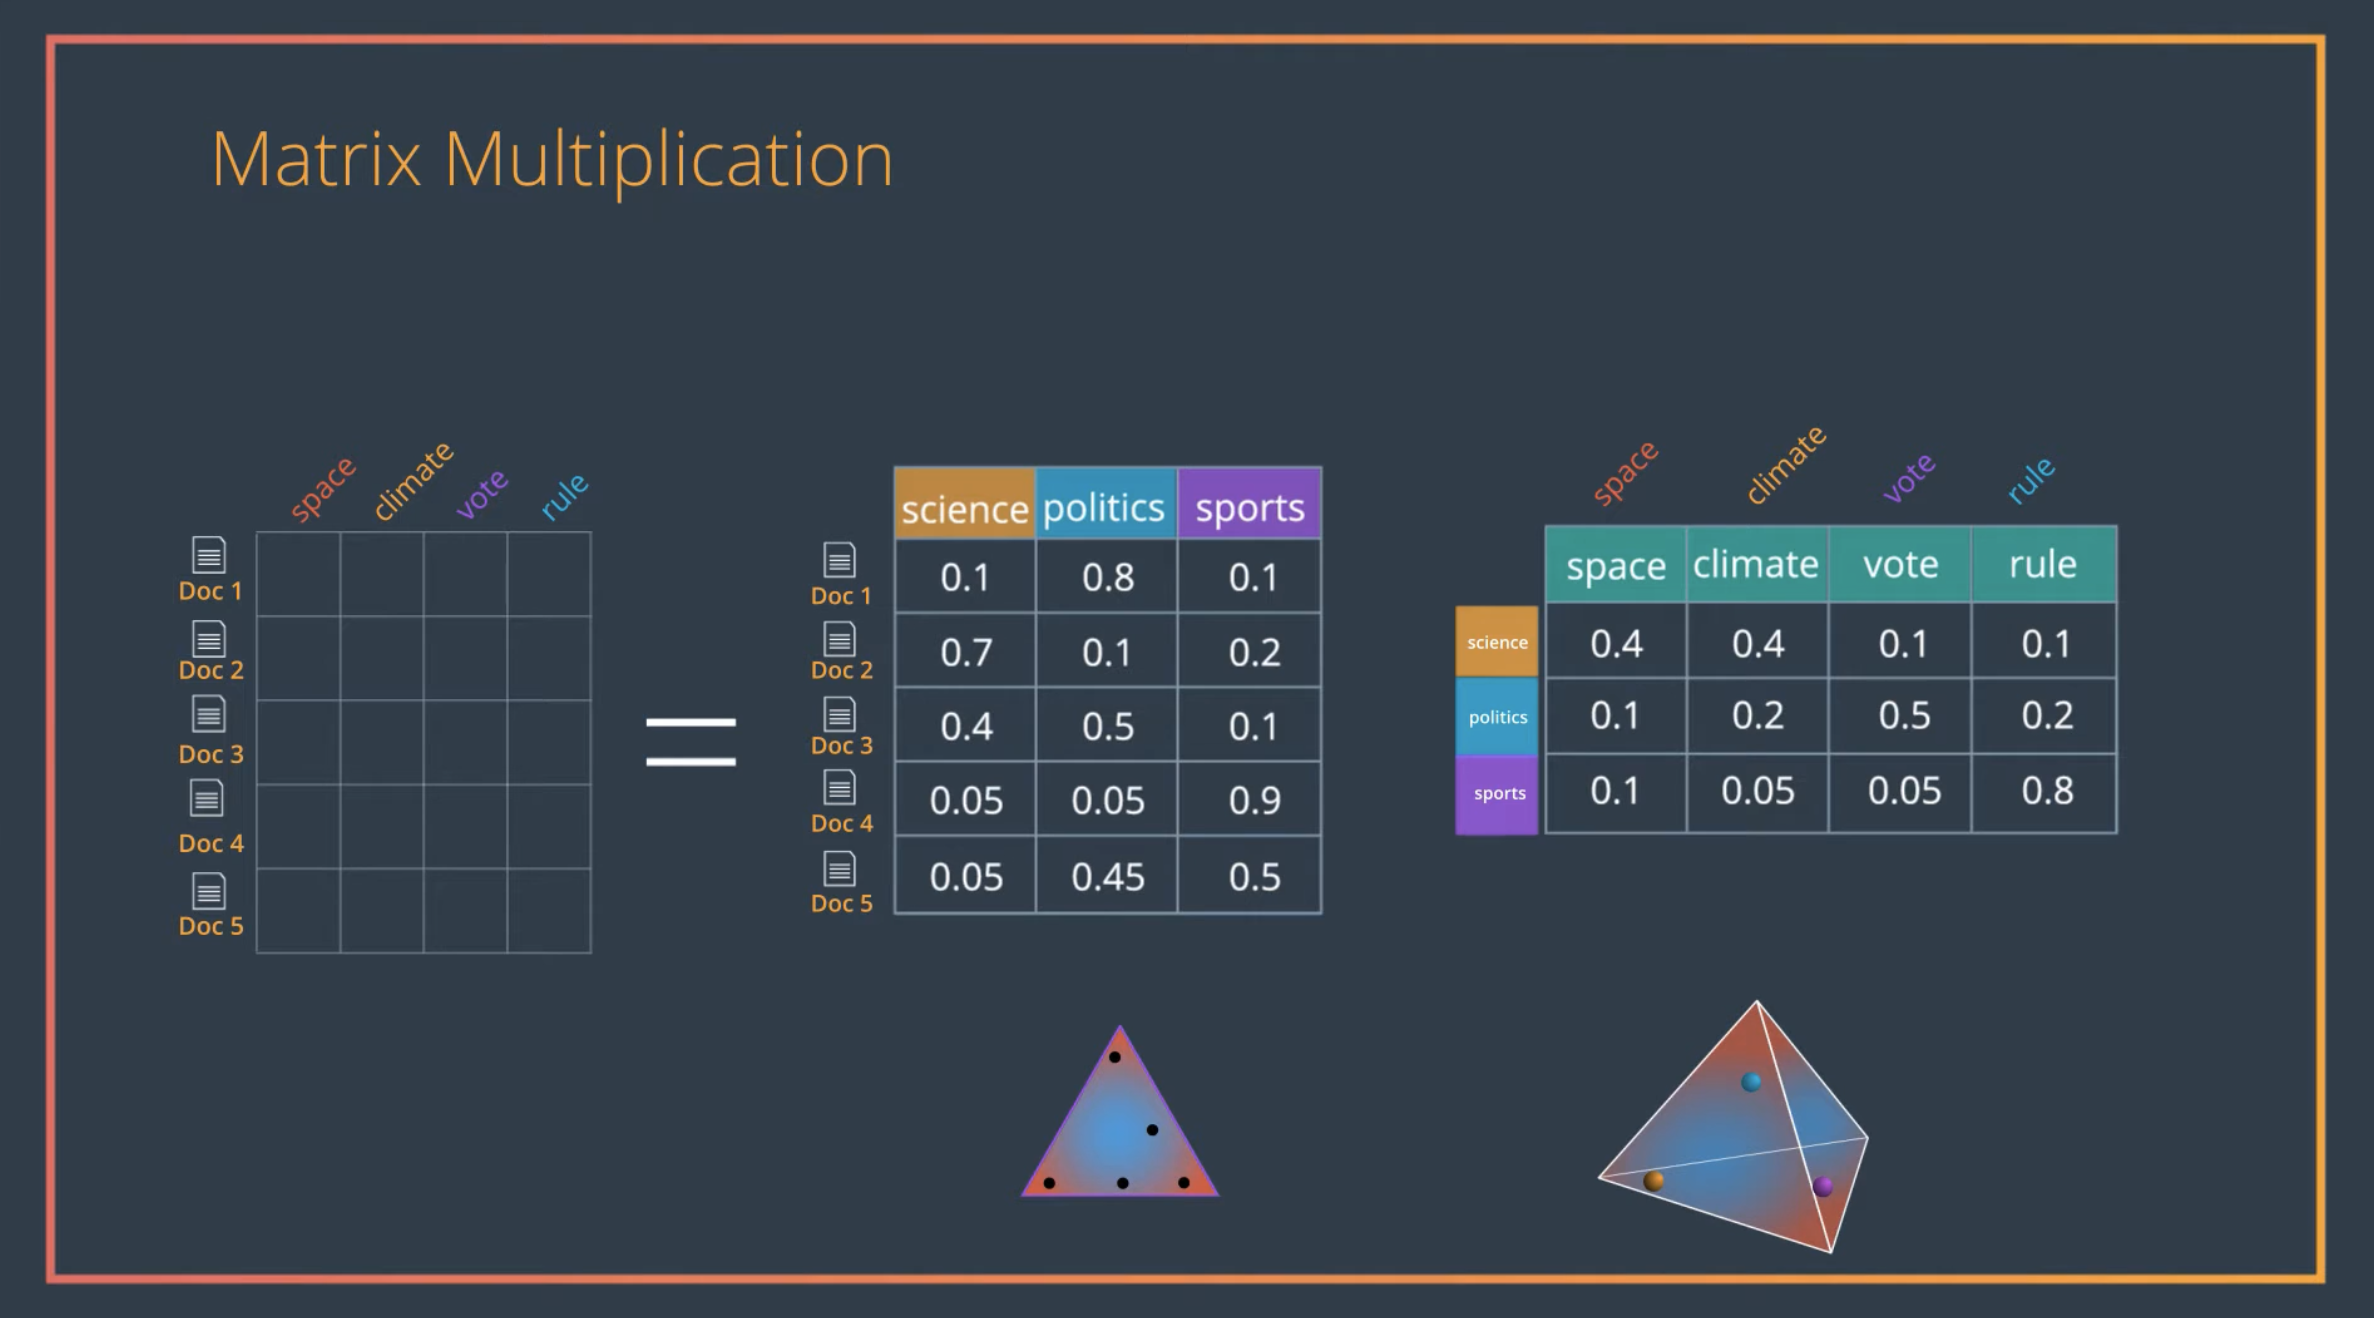 Matrix Multiplication
space climate vote rule
Doc 1
Doc 2
Doc 3
Doc 4
Doc 5
=
science politics sports
Doc 1 0.1 0.8 0.1
Doc 2 0.7 0.1 0.2
Doc 3 0.4 0.5 0.1
Doc 4 0.05 0.05 0.9
Doc 5 0.05 0.45 0.5
space climate vote rule
space climate vote rule
science 0.4 0.4 0.1 0.1
politics 0.1 0.2 0.5 0.2
sports 0.1 0.05 0.05 0.8